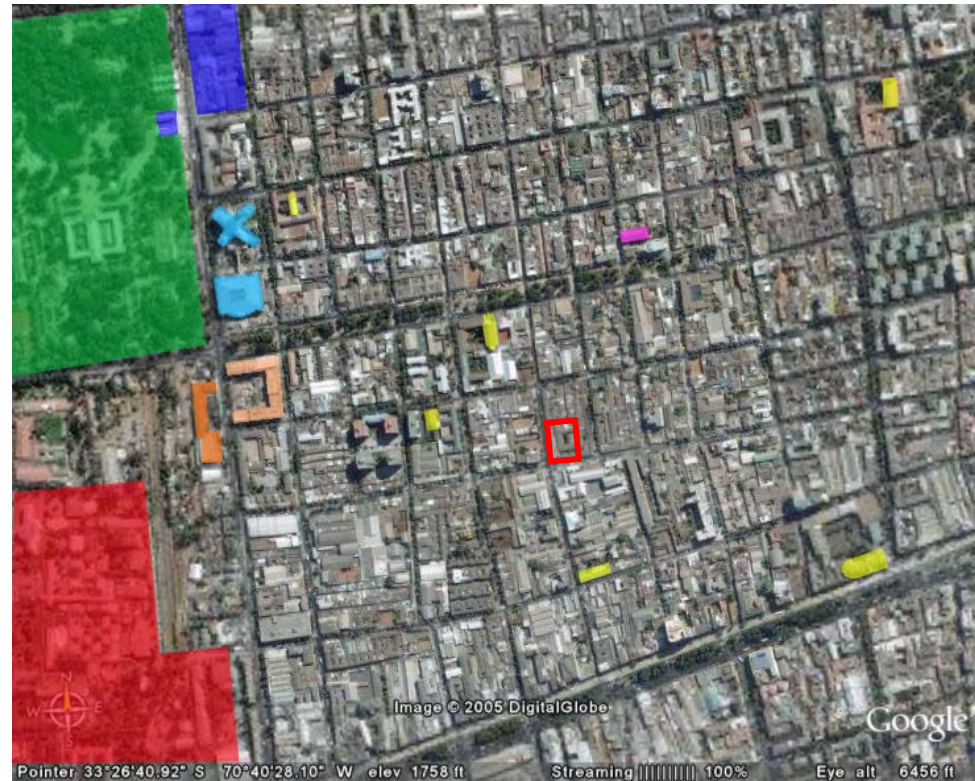 N
W E
S
Image © 2005 DigitalGlobe
Google
Pointer 33°26'40.92" S 70°40'28.10" W elev 1758 ft Streaming |||||||||| 100% Eye alt 6456 ft